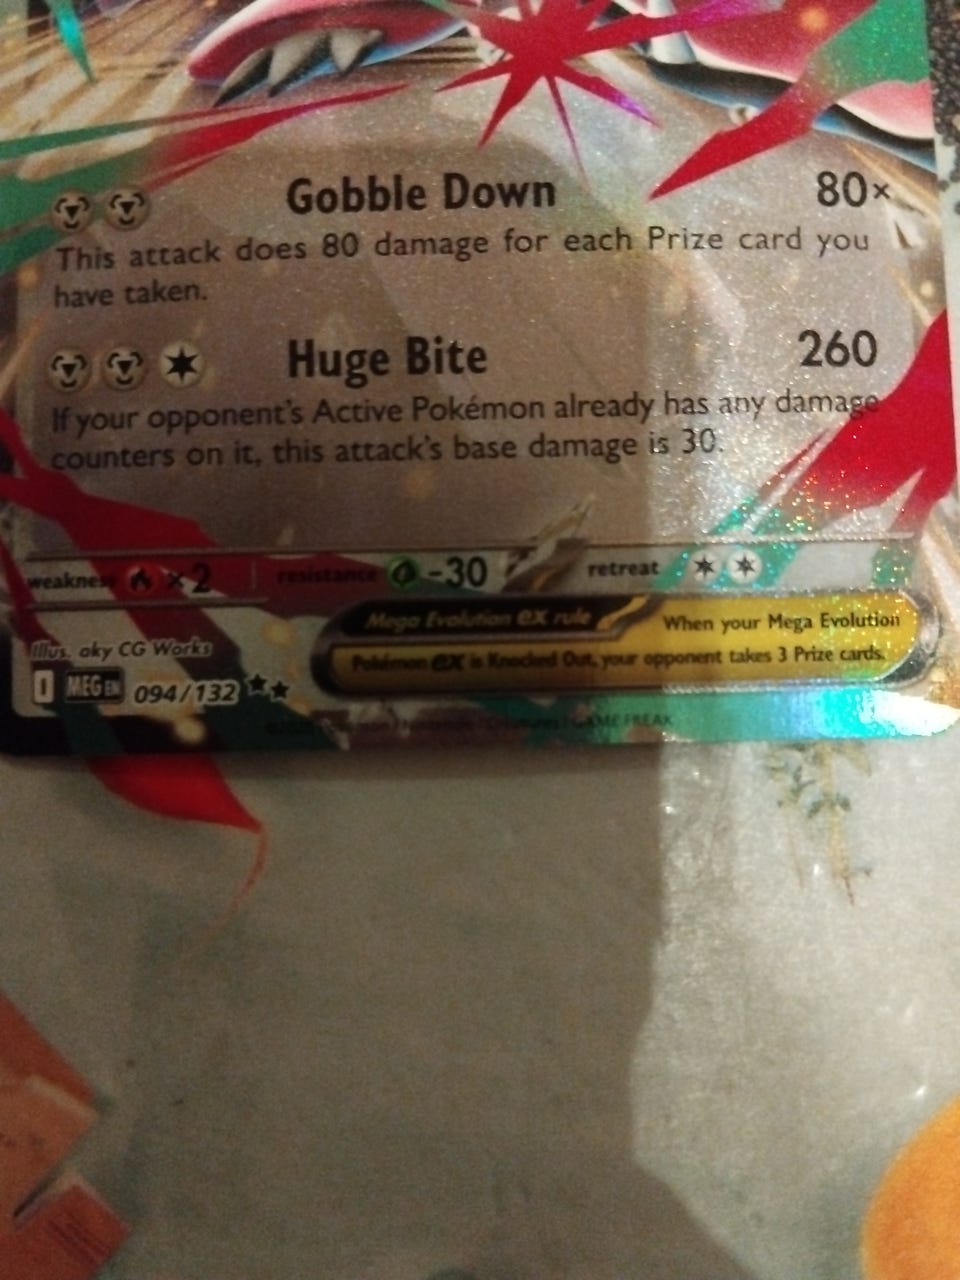 Gobble Down 80×
This attack does 80 damage for each Prize card you
have taken.
Huge Bite 260
If your opponent's Active Pokémon already has any damage
counters on it, this attack's base damage is 30.
weakness ×2 resistance -30 retreat
Mega Evolution ex rule When your Mega Evolution
Pokémon ex is Knocked Out, your opponent takes 3 Prize cards.
Illus. aky CG Works
I MEG EN 094/132
GAME FREAK